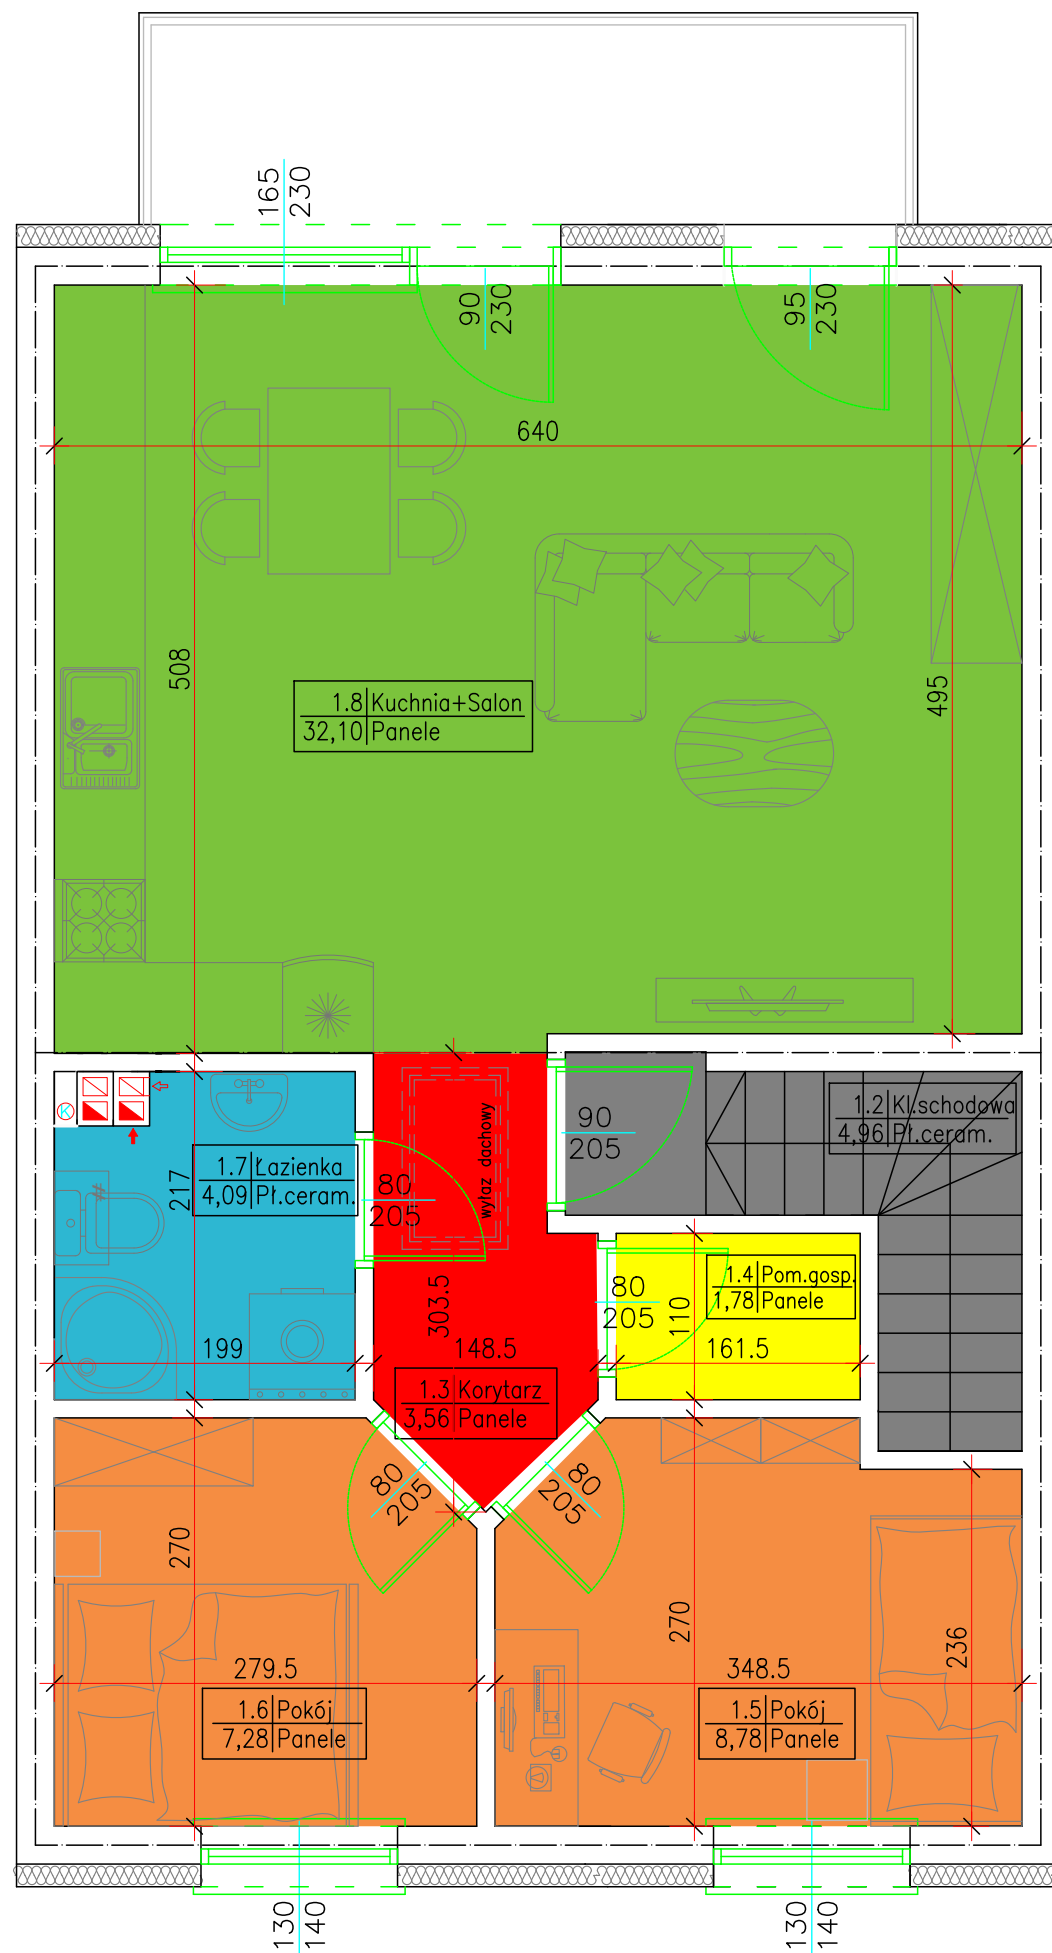 165
230
90
230
95
230
640
508
495
1.8 Kuchnia+Salon
32,10 Panele
K
90
205
1.2 Kl.schodowa
4,96 Pł.ceram.
wyłaz dachowy
1.7 Łazienka
4,09 Pł.ceram.
217
80
205
1.4 Pom.gosp.
1,78 Panele
80
205
110
303.5
199
148.5
161.5
1.3 Korytarz
3,56 Panele
80
205
80
205
270
270
236
279.5
348.5
1.6 Pokój
7,28 Panele
1.5 Pokój
8,78 Panele
130
140
130
140